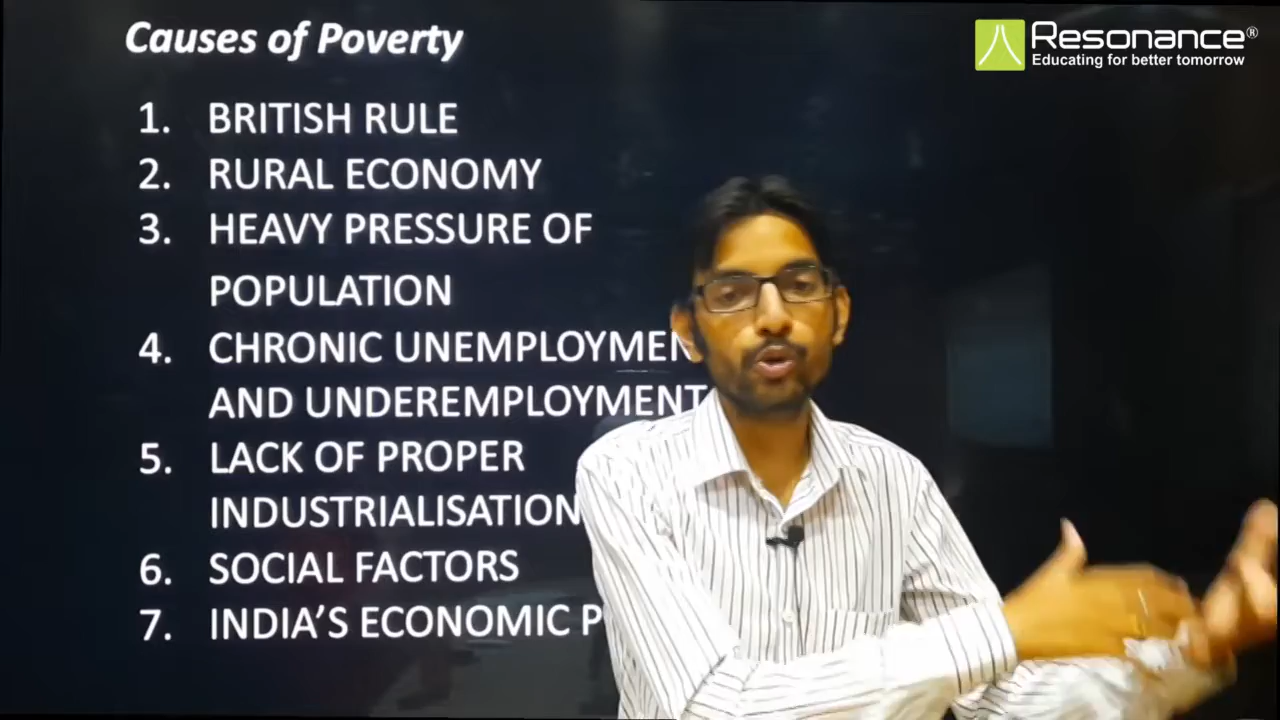 Causes of Poverty
Resonance®
Educating for better tomorrow
1. BRITISH RULE
2. RURAL ECONOMY
3. HEAVY PRESSURE OF
POPULATION
4. CHRONIC
AND UNDEREMPLOYMENT
5. LACK OF PROPER
INDUSTRIALISATION
6. SOCIAL FACTORS
7. INDIA'S ECONOMIC